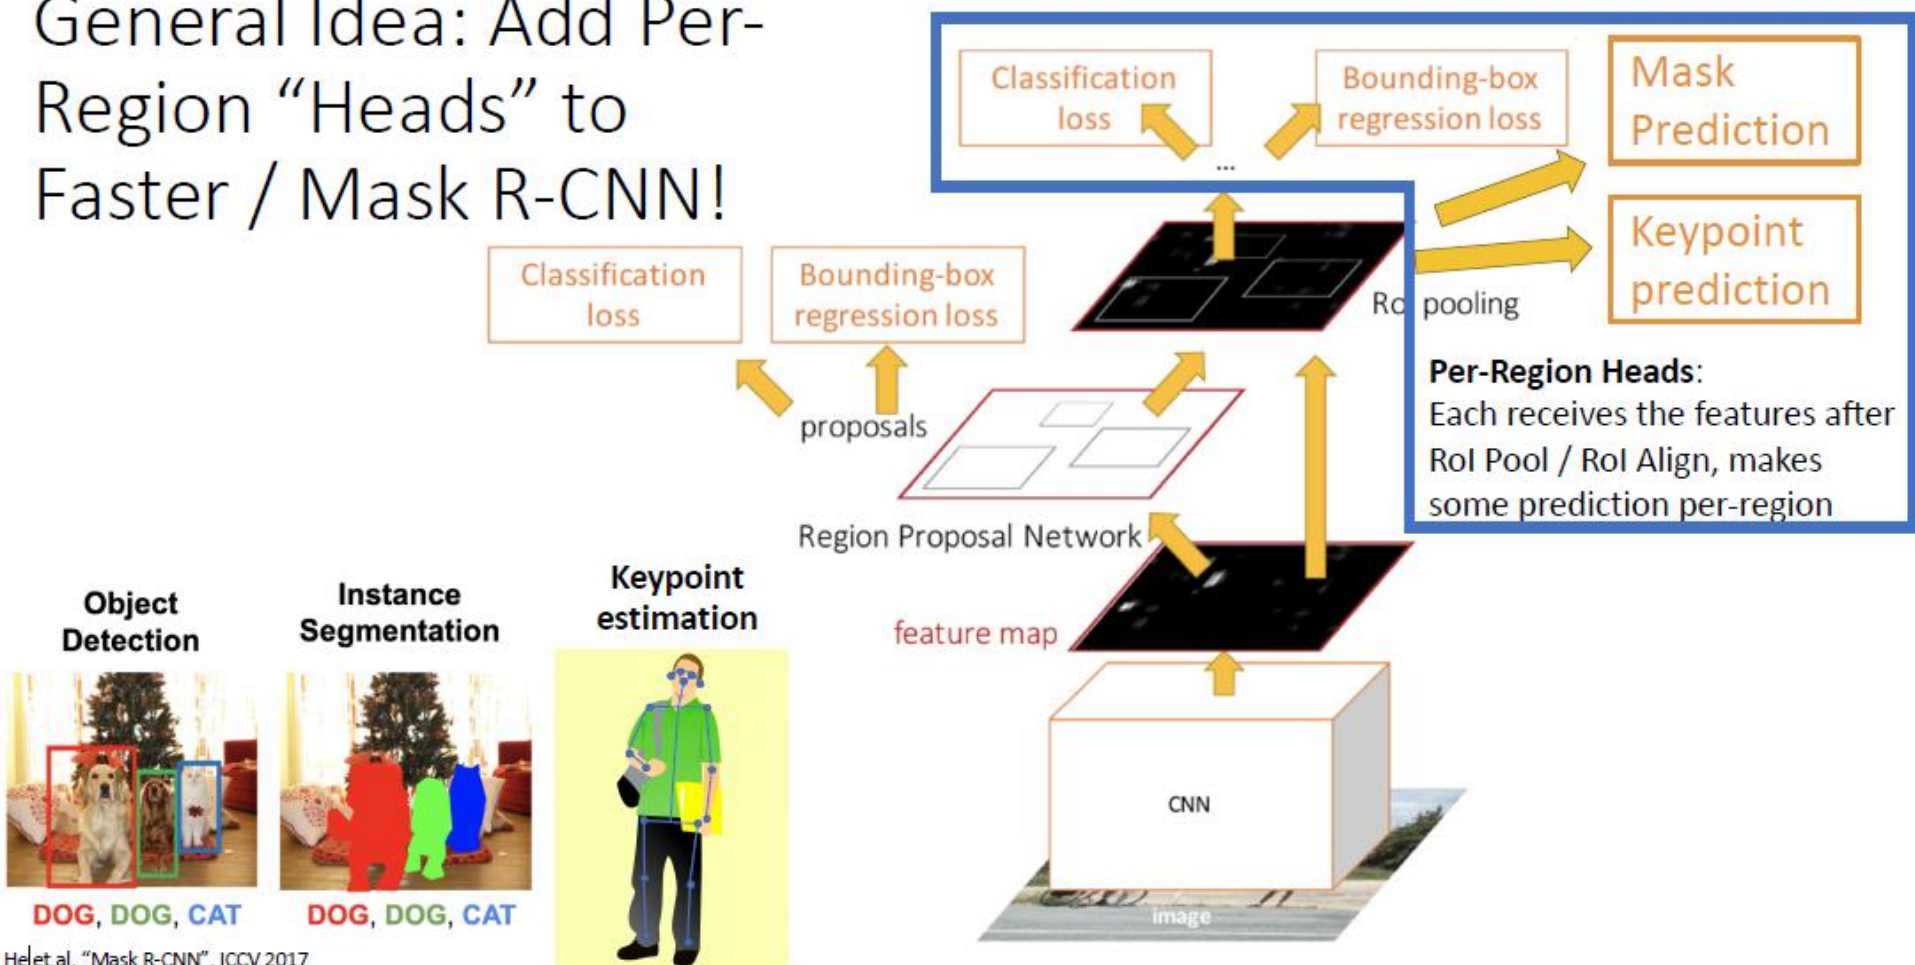 General Idea: Add Per-
Region “Heads” to
Faster / Mask R-CNN!
Classification
loss
Bounding-box
regression loss
Mask
Prediction
...
Keypoint
prediction
Classification
loss
Bounding-box
regression loss
RoI pooling
Per-Region Heads:
Each receives the features after
RoI Pool / RoI Align, makes
some prediction per-region
proposals
Region Proposal Network
feature map
CNN
image
Object
Detection
Instance
Segmentation
Keypoint
estimation
DOG, DOG, CAT
DOG, DOG, CAT
He et al, “Mask R-CNN”, ICCV 2017